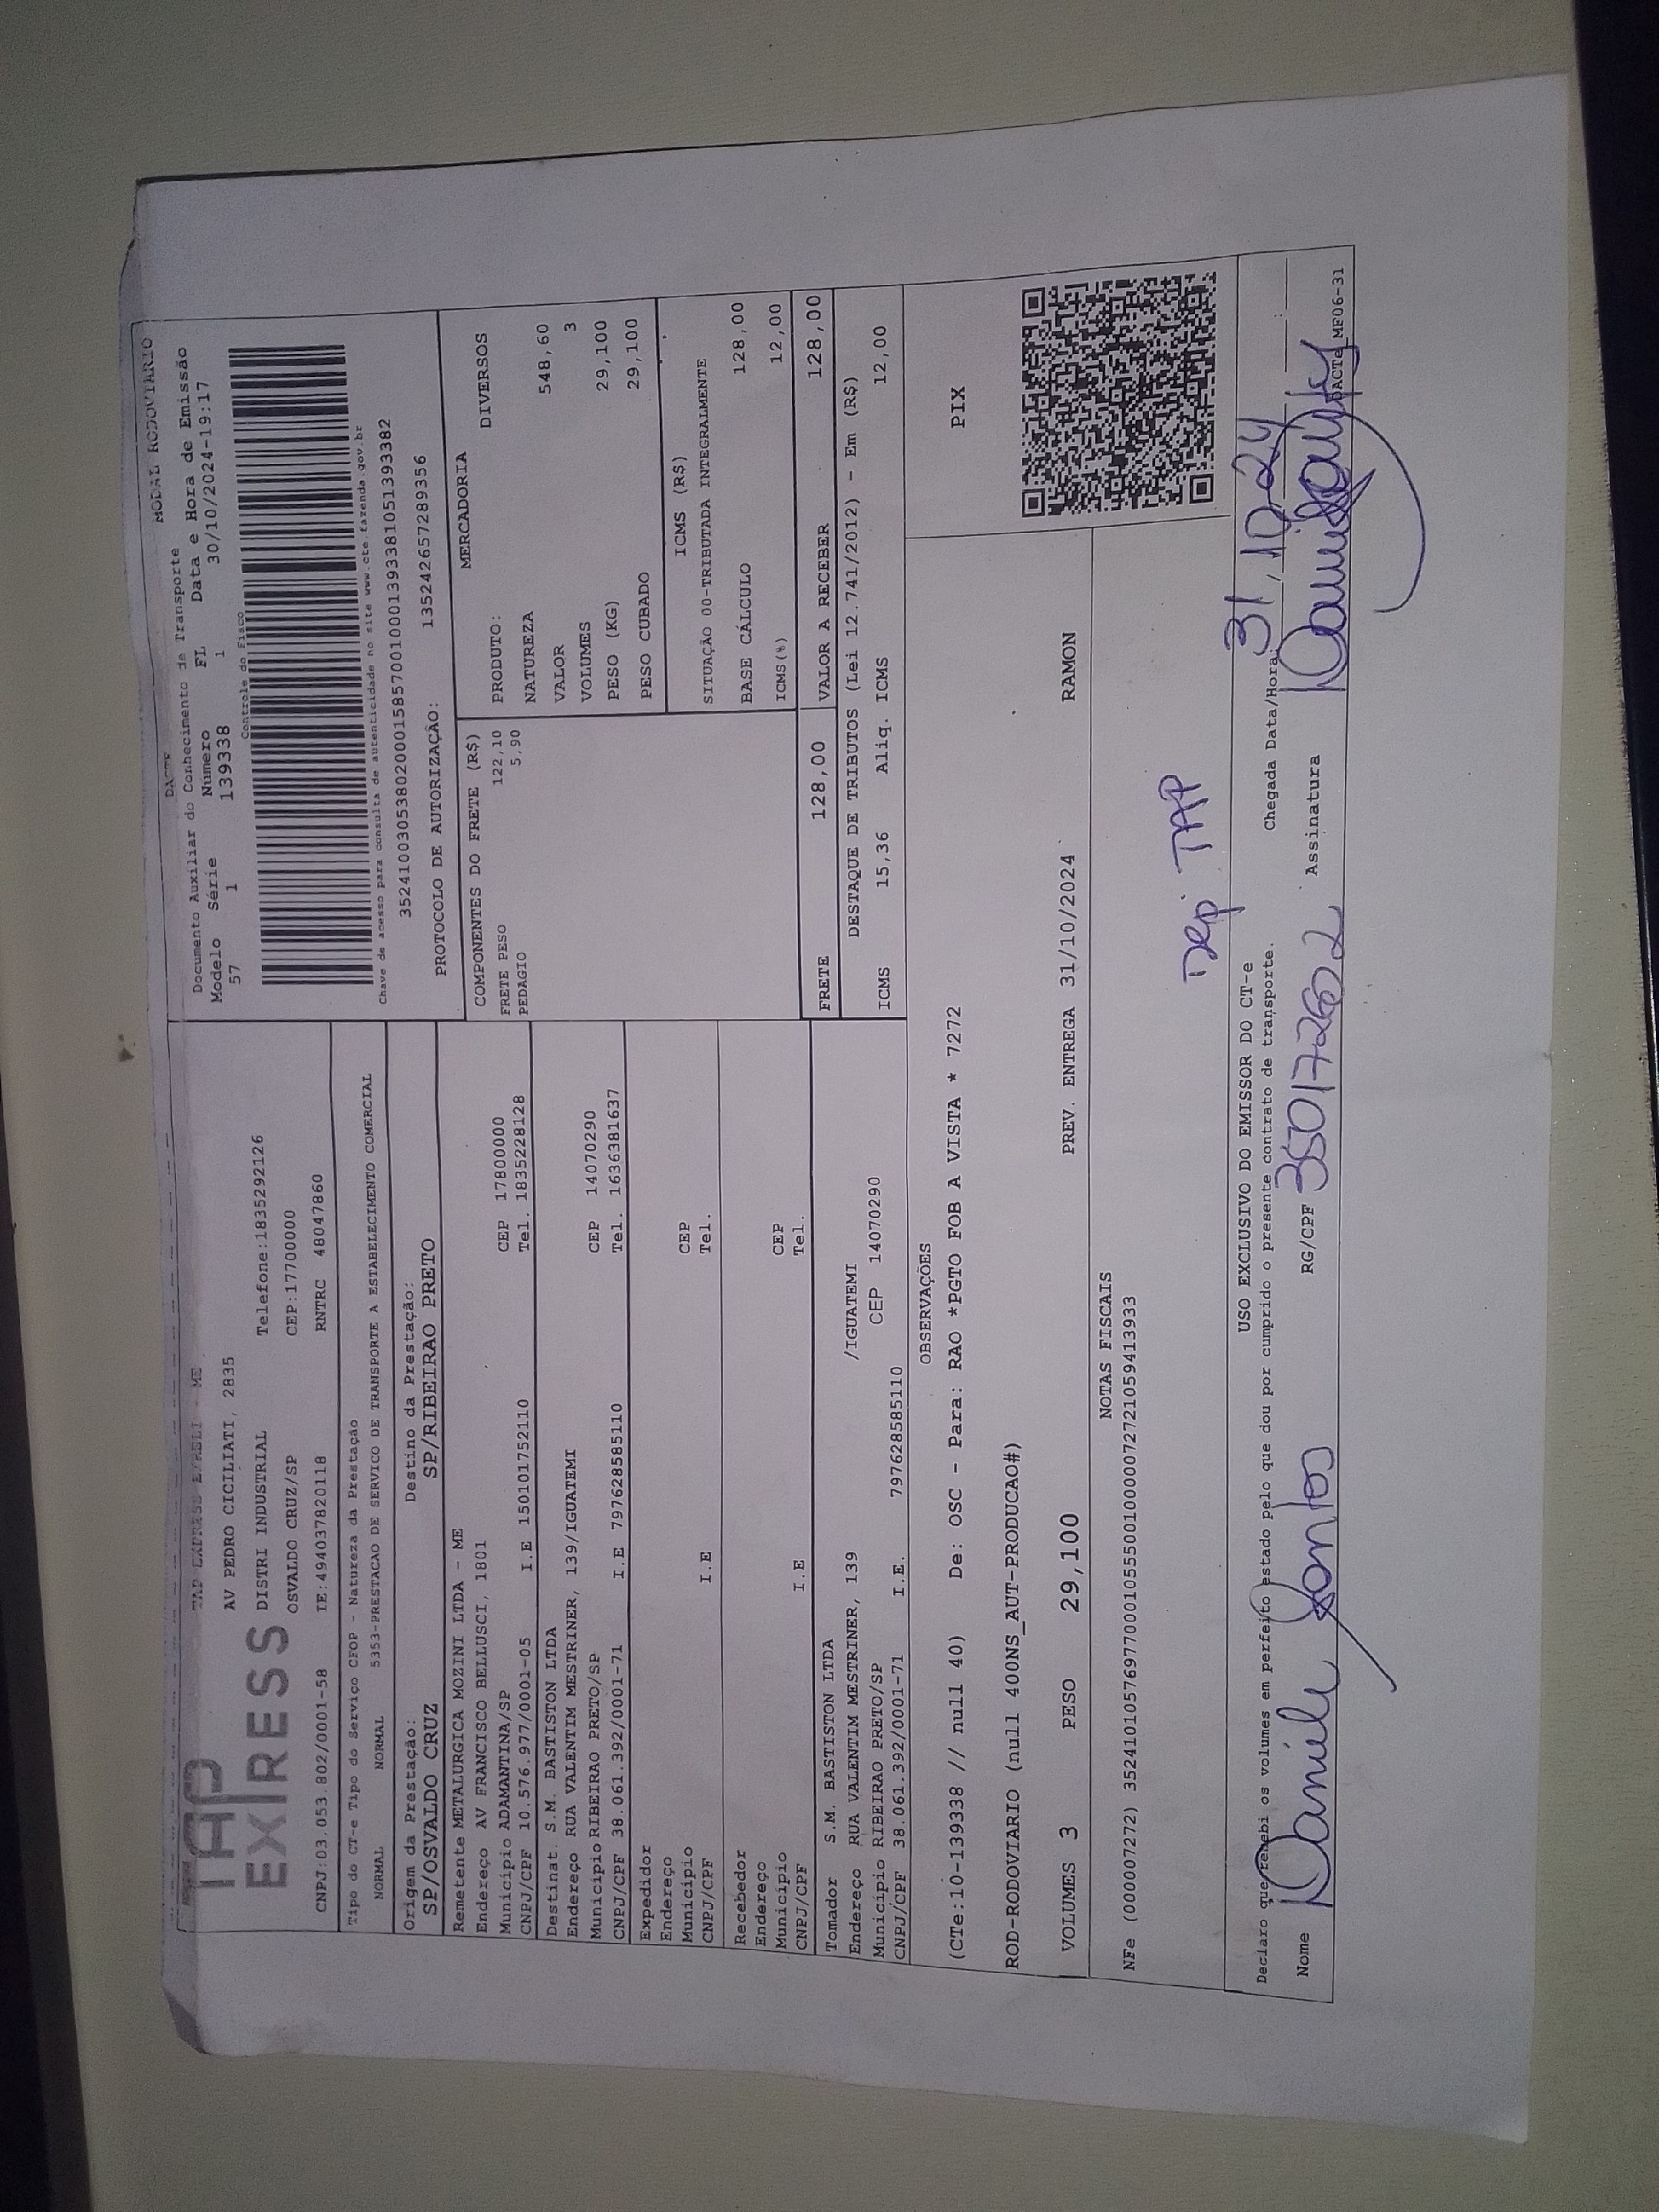 DACTE
MODAL RODOVIARIO
TAP EXPRESS EIRELI - ME
TAP
EXPRESS
AV PEDRO CICILIATI, 2835
DISTRI INDUSTRIAL Telefone:1835292126
OSVALDO CRUZ/SP CEP:17700000
CNPJ:03.053.802/0001-58 IE:494037820118 RNTRC 48047860
Documento Auxiliar do Conhecimento de Transporte
Modelo Série Número FL Data e Hora de Emissão
57 1 139338 1 30/10/2024-19:17
Controle do Fisco
Chave de acesso para consulta de autenticidade no site www.cte.fazenda.gov.br
35241003053802000158570010001393381051393382
PROTOCOLO DE AUTORIZAÇÃO: 135242657289356
Tipo do CT-e Tipo do Serviço CFOP - Natureza da Prestação
NORMAL NORMAL 5353-PRESTACAO DE SERVICO DE TRANSPORTE A ESTABELECIMENTO COMERCIAL
Origem da Prestação: Destino da Prestação:
SP/OSVALDO CRUZ SP/RIBEIRAO PRETO
Remetente METALURGICA MOZINI LTDA - ME
Endereço AV FRANCISCO BELLUSCI, 1801
Município ADAMANTINA/SP CEP 17800000
CNPJ/CPF 10.576.977/0001-05 I.E 150101752110 Tel. 1835228128
Destinat. S.M. BASTISTON LTDA
Endereço RUA VALENTIM MESTRINER, 139/IGUATEMI
Município RIBEIRAO PRETO/SP CEP 14070290
CNPJ/CPF 38.061.392/0001-71 I.E 797628585110 Tel. 1636381637
Expedidor
Endereço
Município CEP
CNPJ/CPF I.E Tel.
Recebedor
Endereço
Município CEP
CNPJ/CPF I.E Tel.
Tomador S.M. BASTISTON LTDA
Endereço RUA VALENTIM MESTRINER, 139 /IGUATEMI
Município RIBEIRAO PRETO/SP CEP 14070290
CNPJ/CPF 38.061.392/0001-71 I.E. 797628585110
COMPONENTES DO FRETE (R$)
FRETE PESO 122,10
PEDAGIO 5,90
MERCADORIA
PRODUTO: DIVERSOS
NATUREZA
VALOR 548,60
VOLUMES 3
PESO (KG) 29,100
PESO CUBADO 29,100
ICMS (R$)
SITUAÇÃO 00-TRIBUTADA INTEGRALMENTE
BASE CÁLCULO 128,00
ICMS(%) 12,00
FRETE 128,00 VALOR A RECEBER 128,00
DESTAQUE DE TRIBUTOS (Lei 12.741/2012) - Em (R$)
ICMS 15,36 Aliq. ICMS 12,00
OBSERVAÇÕES
(CTe:10-139338 // null 40) De: OSC - Para: RAO *PGTO FOB A VISTA * 7272
ROD-RODOVIARIO (null 400NS_AUT-PRODUCAO#)
PIX
VOLUMES 3 PESO 29,100 PREV. ENTREGA 31/10/2024 RAMON
NOTAS FISCAIS
NFe (00007272) 35241010576977000105550010000072721059413933
Dep TAP
USO EXCLUSIVO DO EMISSOR DO CT-e
Declaro que recebi os volumes em perfeito estado pelo que dou por cumprido o presente contrato de transporte. Chegada Data/Hora: 31/10/24
Nome Daniele Santos RG/CPF Assinatura
DACTe MF06-31